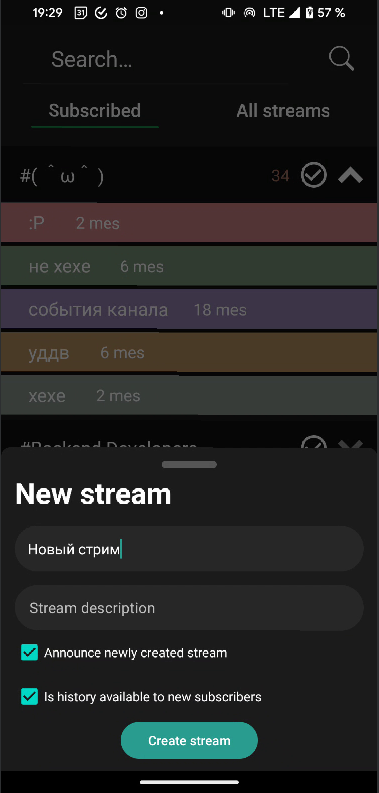 19:29 31 LTE 57 %
Search...
Subscribed All streams
#( ˆ ω ˆ ) 34
:P 2 mes
не хехе 6 mes
события канала 18 mes
уддв 6 mes
хехе 2 mes
#Backend Developers
New stream
Новый стрим
Stream description
Announce newly created stream
Is history available to new subscribers
Create stream